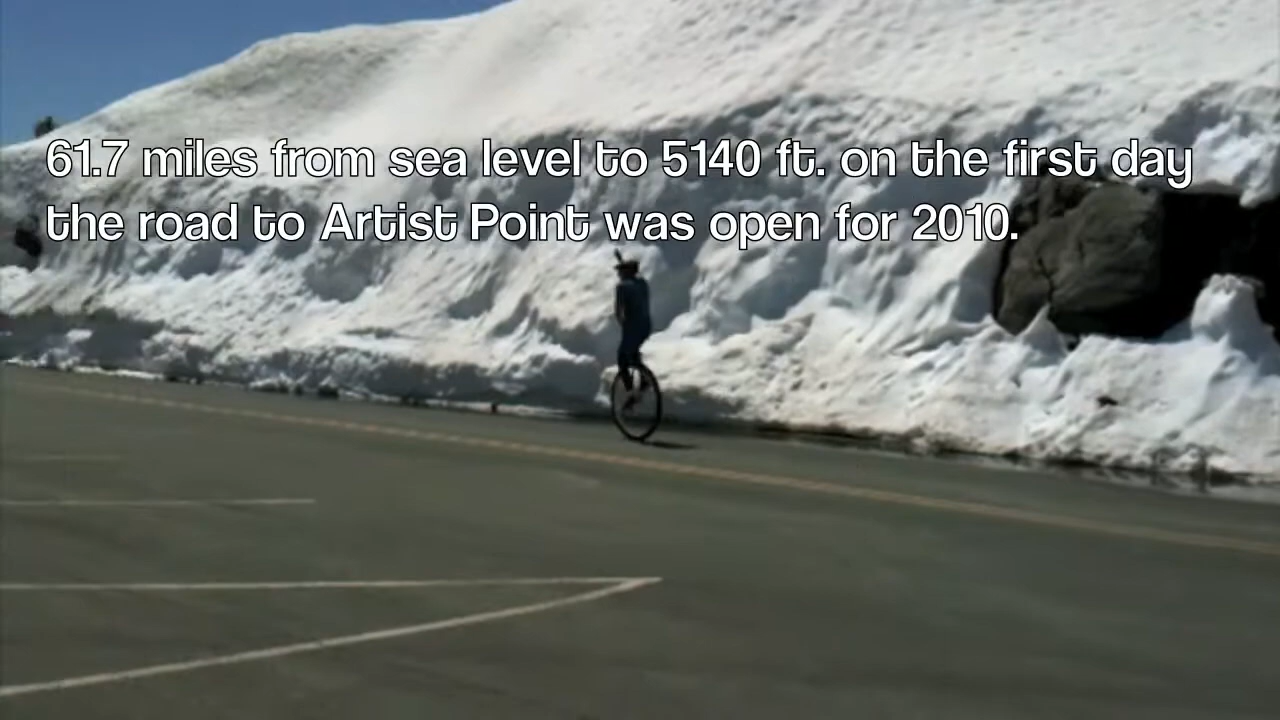 61.7 miles from sea level to 5140 ft. on the first day
the road to Artist Point was open for 2010.